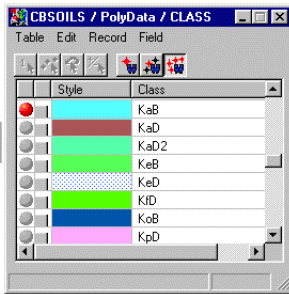 CBSOILS / PolyData / CLASS
Table Edit Record Field
Style Class
KaB
KaD
KaD2
KeB
KeD
KfD
KoB
KpD